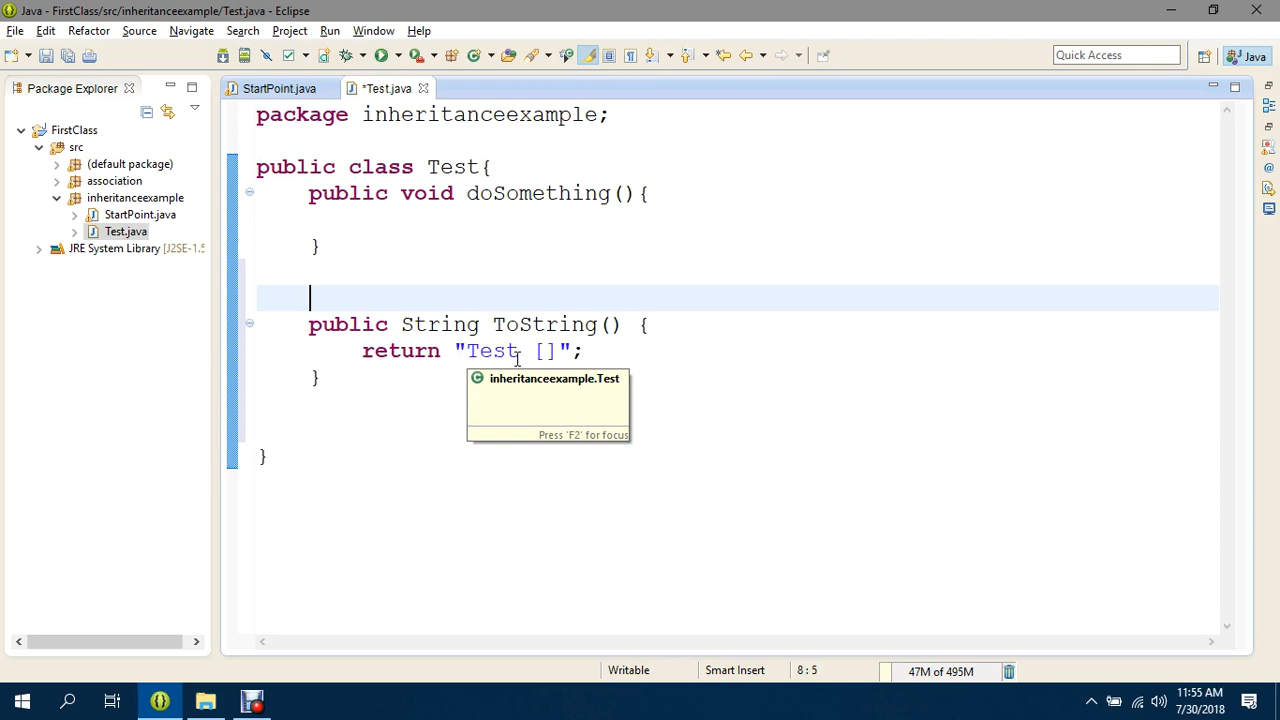 Java - FirstClass/src/inheritanceexample/Test.java - Eclipse
File Edit Refactor Source Navigate Search Project Run Window Help
Quick Access
Java
Package Explorer
StartPoint.java
*Test.java
FirstClass
src
(default package)
association
inheritanceexample
StartPoint.java
Test.java
JRE System Library [J2SE-1.5
package inheritanceexample;
public class Test{
public void doSomething(){
}
public String ToString() {
return "Test []";
}
}
inheritanceexample.Test
Press 'F2' for focus
Writable
Smart Insert
8 : 5
47M of 495M
11:55 AM
7/30/2018